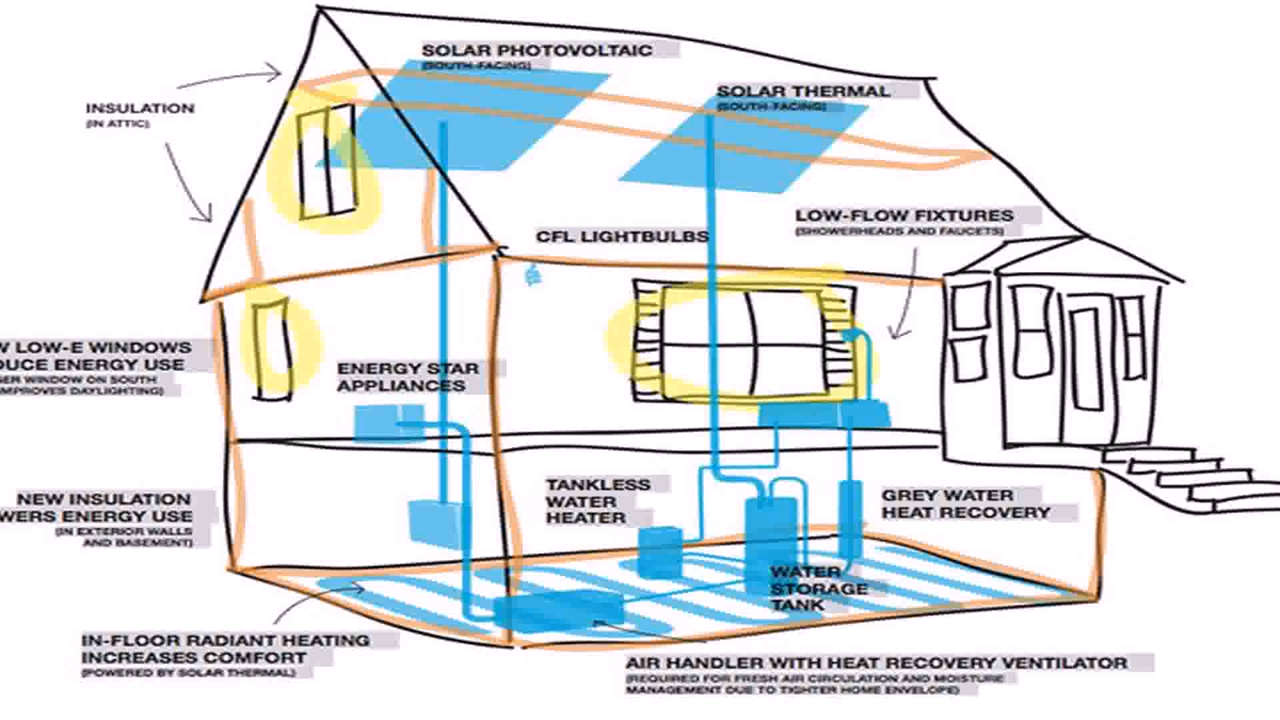 SOLAR PHOTOVOLTAIC
(SOUTH-FACING)
SOLAR THERMAL
(SOUTH-FACING)
INSULATION
(IN ATTIC)
LOW-FLOW FIXTURES
(SHOWERHEADS AND FAUCETS)
CFL LIGHTBULBS
W LOW-E WINDOWS
DUCE ENERGY USE
GER WINDOW ON SOUTH
IMPROVES DAYLIGHTING)
ENERGY STAR
APPLIANCES
TANKLESS
WATER
HEATER
GREY WATER
HEAT RECOVERY
NEW INSULATION
WERS ENERGY USE
(IN EXTERIOR WALLS
AND BASEMENT)
WATER
STORAGE
TANK
IN-FLOOR RADIANT HEATING
INCREASES COMFORT
(POWERED BY SOLAR THERMAL)
AIR HANDLER WITH HEAT RECOVERY VENTILATOR
(REQUIRED FOR FRESH AIR CIRCULATION AND MOISTURE
MANAGEMENT DUE TO TIGHTER HOME ENVELOPE)